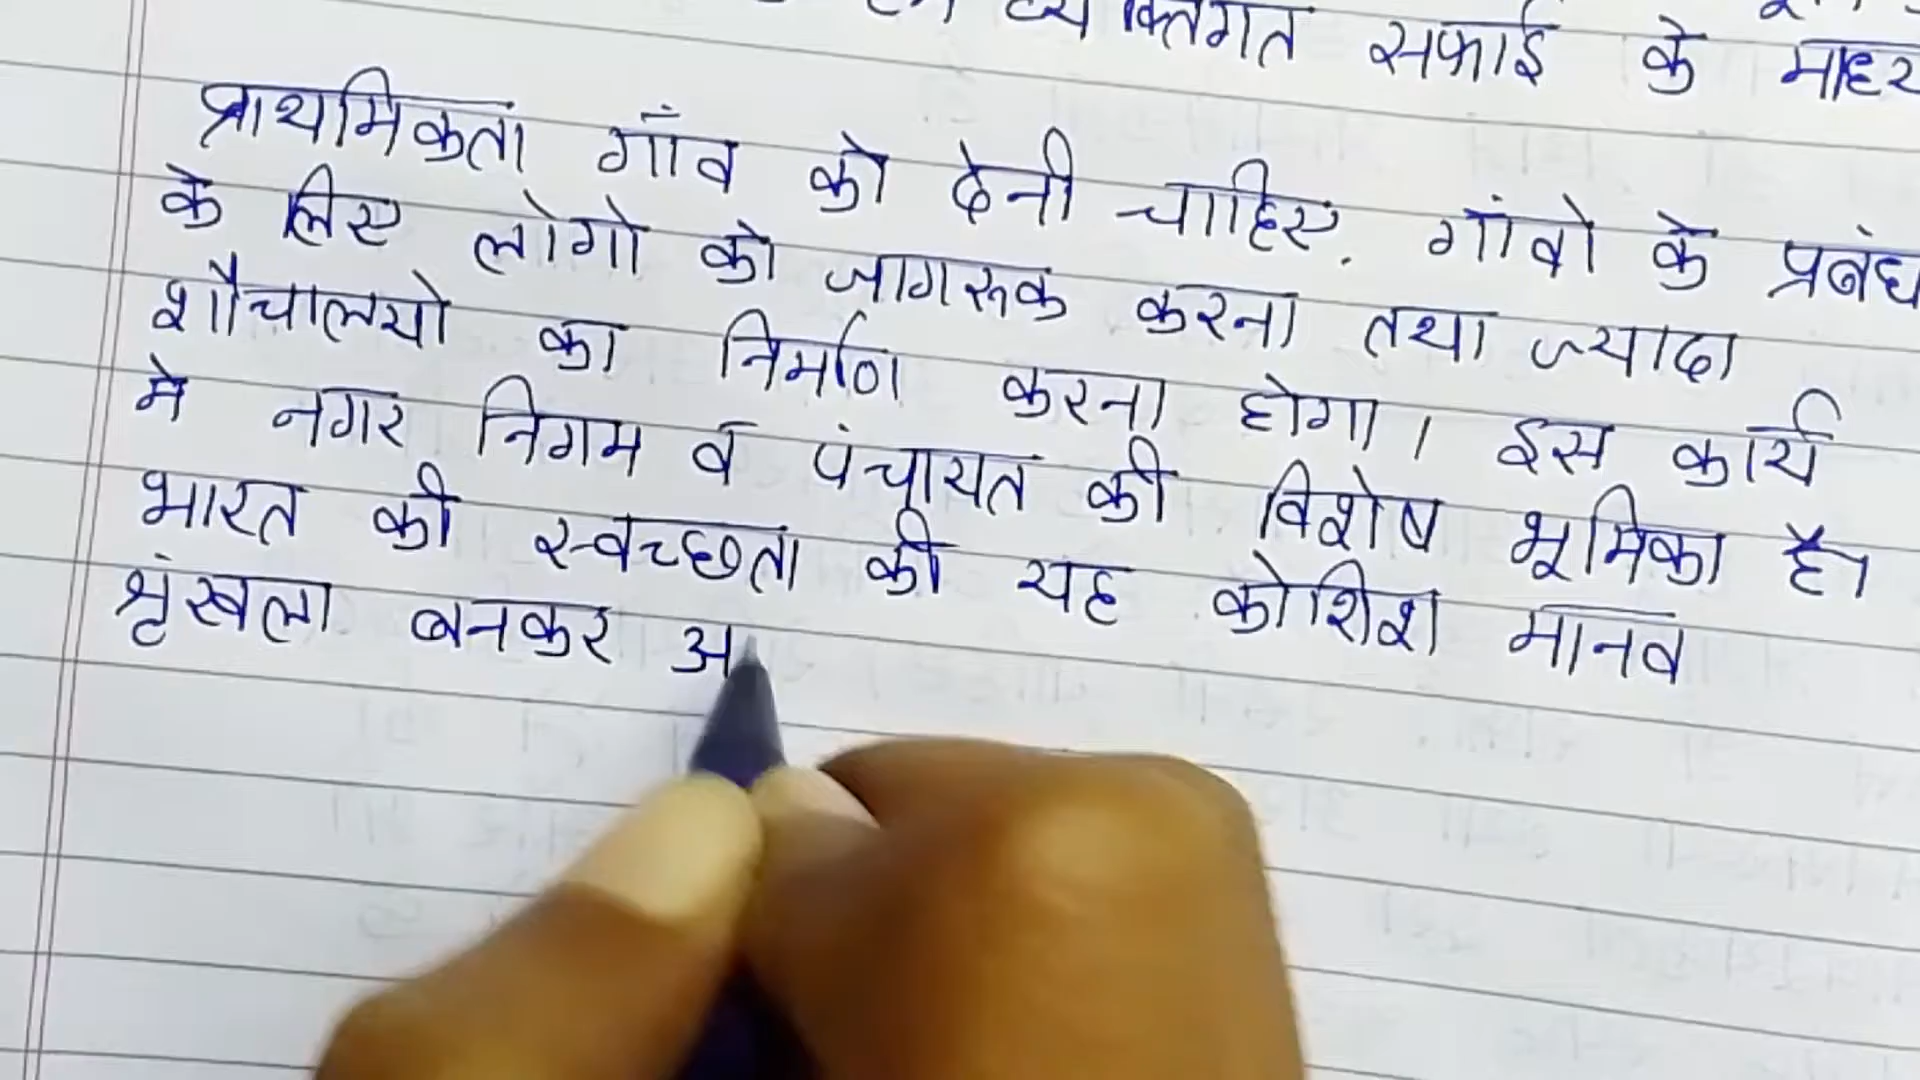 व्यक्तिगत सफाई के माध्य
प्राथमिकता गाँव को देनी चाहिए. गांवो के प्रबंध
के लिए लोगो को जागरूक करना तथा ज्यादा
शौचालयो का निर्माण करना होगा। इस कार्य
मे नगर निगम व पंचायत की विशेष भूमिका है।
भारत की स्वच्छता की यह कोशिश मानव
श्रृंखला बनकर अ